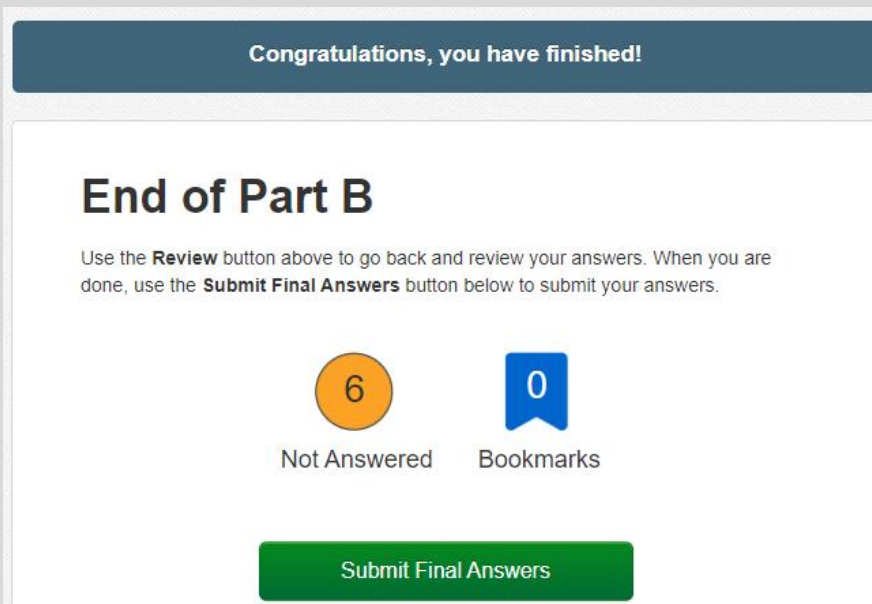 Congratulations, you have finished!
End of Part B
Use the Review button above to go back and review your answers. When you are
done, use the Submit Final Answers button below to submit your answers.
6
0
Not Answered
Bookmarks
Submit Final Answers